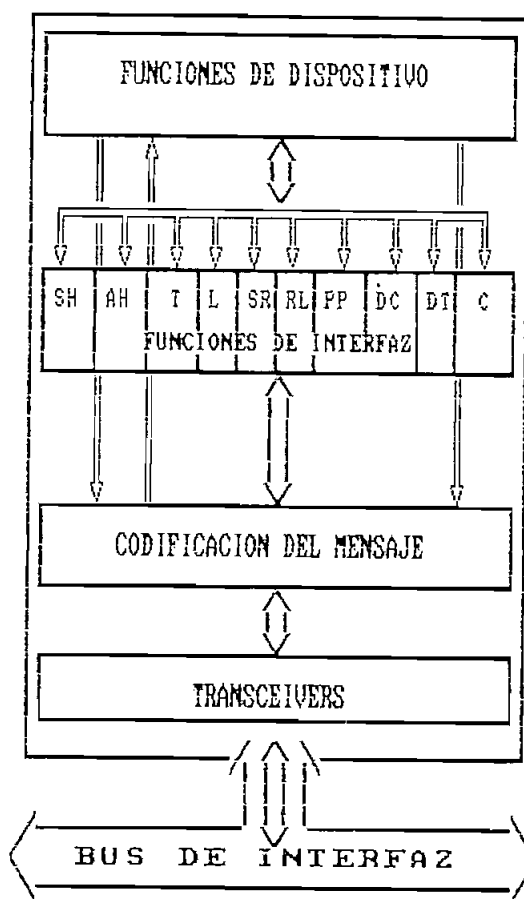 FUNCIONES DE DISPOSITIVO
SH AH T L SR RL PP DC DT C
FUNCIONES DE INTERFAZ
CODIFICACION DEL MENSAJE
TRANSCEIVERS
BUS DE INTERFAZ